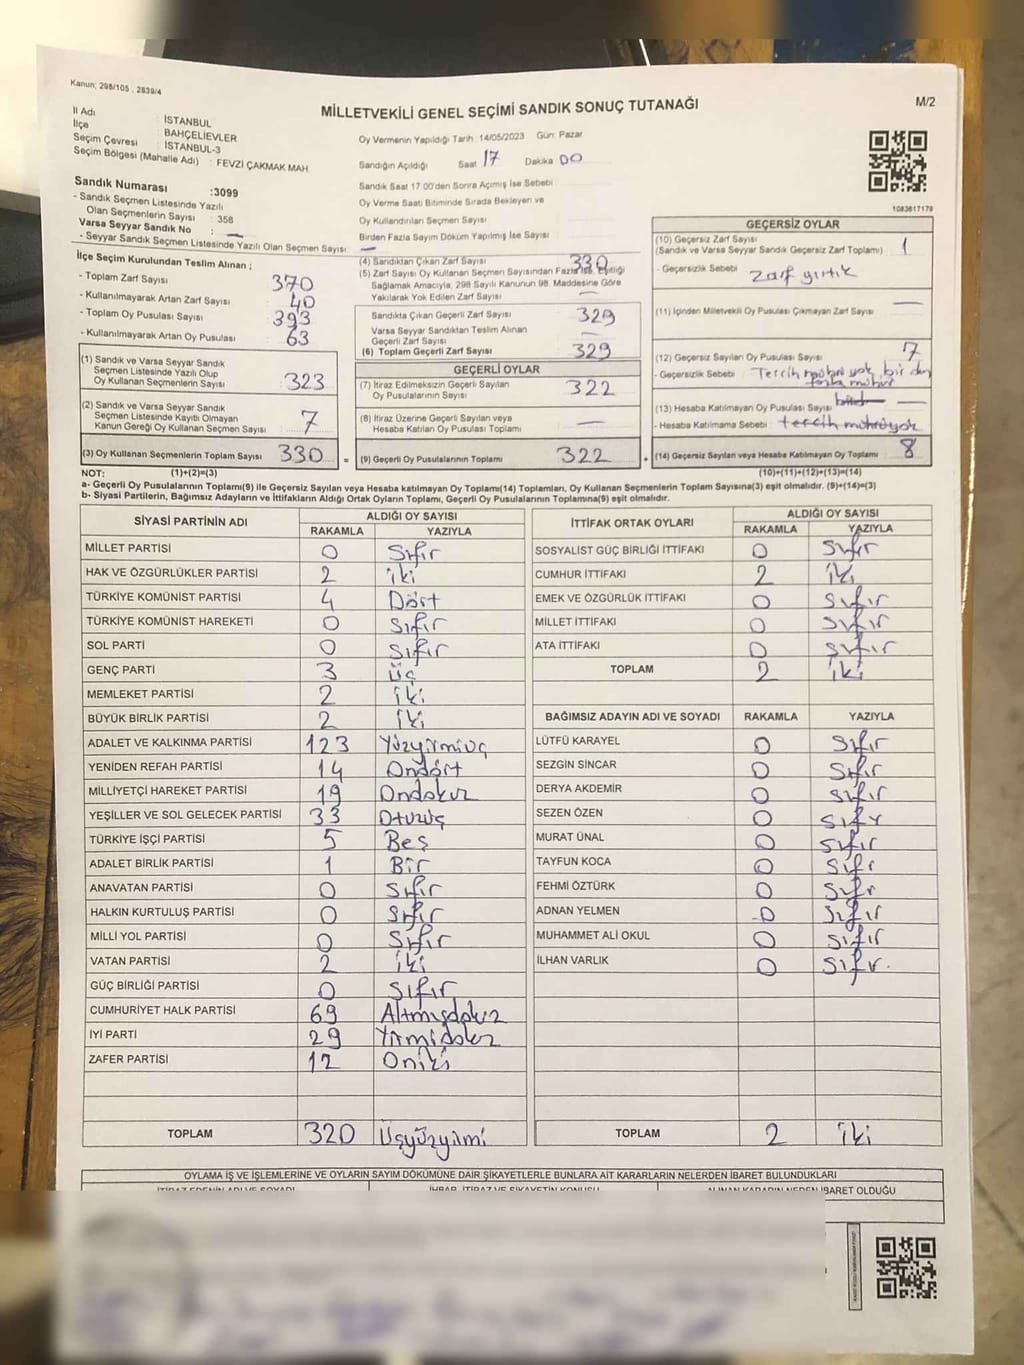 Kanun; 298/105 , 2839/4
MİLLETVEKİLİ GENEL SEÇİMİ SANDIK SONUÇ TUTANAĞI
M/2
İl Adı : İSTANBUL
İlçe : BAHÇELİEVLER
Seçim Çevresi : İSTANBUL-3
Seçim Bölgesi (Mahalle Adı) : FEVZİ ÇAKMAK MAH.
Sandık Numarası :3099
- Sandık Seçmen Listesinde Yazılı
Olan Seçmenlerin Sayısı : 358
Varsa Seyyar Sandık No : —
- Seyyar Sandık Seçmen Listesinde Yazılı Olan Seçmen Sayısı : —
Oy Vermenin Yapıldığı Tarih :14/05/2023 Gün: Pazar
Sandığın Açıldığı Saat 17 Dakika 00
Sandık Saat 17:00'den Sonra Açılmış İse Sebebi
Oy Verme Saati Bitiminde Sırada Bekleyen ve
Oy Kullandırılan Seçmen Sayısı
Birden Fazla Sayım Döküm Yapılmış İse Sayısı
1083617179
İlçe Seçim Kurulundan Teslim Alınan ;
- Toplam Zarf Sayısı 370
- Kullanılmayarak Artan Zarf Sayısı 40
- Toplam Oy Pusulası Sayısı 393
- Kullanılmayarak Artan Oy Pusulası 63
(1) Sandık ve Varsa Seyyar Sandık
Seçmen Listesinde Yazılı Olup
Oy Kullanan Seçmenlerin Sayısı 323
(2) Sandık ve Varsa Seyyar Sandık
Seçmen Listesinde Kayıtlı Olmayan
Kanun Gereği Oy Kullanan Seçmen Sayısı 7
(3) Oy Kullanan Seçmenlerin Toplam Sayısı 330
(4) Sandıktan Çıkan Zarf Sayısı 330
(5) Zarf Sayısı Oy Kullanan Seçmen Sayısından Fazla İse, Eşitliği
Sağlamak Amacıyla, 298 Sayılı Kanunun 98. Maddesine Göre
Yakılarak Yok Edilen Zarf Sayısı —
Sandıkta Çıkan Geçerli Zarf Sayısı 329
Varsa Seyyar Sandıktan Teslim Alınan
Geçerli Zarf Sayısı —
(6) Toplam Geçerli Zarf Sayısı 329
GEÇERLİ OYLAR
(7) İtiraz Edilmeksizin Geçerli Sayılan
Oy Pusulalarının Sayısı 322
(8) İtiraz Üzerine Geçerli Sayılan veya
Hesaba Katılan Oy Pusulası Toplamı —
= (9) Geçerli Oy Pusulalarının Toplamı 322
GEÇERSİZ OYLAR
(10) Geçersiz Zarf Sayısı
(Sandık ve Varsa Seyyar Sandık Geçersiz Zarf Toplamı) 1
- Geçersizlik Sebebi zarf yırtık
(11) İçinden Milletvekili Oy Pusulası Çıkmayan Zarf Sayısı —
(12) Geçersiz Sayılan Oy Pusulası Sayısı 7
- Geçersizlik Sebebi : Tercih mührü yok, bir den
fazla mühür
(13) Hesaba Katılmayan Oy Pusulası Sayısı —
- Hesaba Katılmama Sebebi : tercih mührü yok
+ (14) Geçersiz Sayılan veya Hesaba Katılmayan Oy Toplamı 8
NOT: (1)+(2)=(3) (10)+(11)+(12)+(13)=(14)
a- Geçerli Oy Pusulalarının Toplamı(9) ile Geçersiz Sayılan veya Hesaba katılmayan Oy Toplamı(14) Toplamları, Oy Kullanan Seçmenlerin Toplam Sayısına(3) eşit olmalıdır. (9)+(14)=(3)
b- Siyasi Partilerin, Bağımsız Adayların ve İttifakların Aldığı Ortak Oyların Toplamı, Geçerli Oy Pusulalarının Toplamına(9) eşit olmalıdır.
SİYASİ PARTİNİN ADI ALDIĞI OY SAYISI
RAKAMLA YAZIYLA
MİLLET PARTİSİ 0 Sıfır
HAK VE ÖZGÜRLÜKLER PARTİSİ 2 iki
TÜRKİYE KOMÜNİST PARTİSİ 4 Dört
TÜRKİYE KOMÜNİST HAREKETİ 0 Sıfır
SOL PARTİ 0 Sıfır
GENÇ PARTİ 3 Üç
MEMLEKET PARTİSİ 2 iki
BÜYÜK BİRLİK PARTİSİ 2 iki
ADALET VE KALKINMA PARTİSİ 123 Yüzyirmiüç
YENİDEN REFAH PARTİSİ 14 Ondört
MİLLİYETÇİ HAREKET PARTİSİ 19 Ondokuz
YEŞİLLER VE SOL GELECEK PARTİSİ 33 Otuzüç
TÜRKİYE İŞÇİ PARTİSİ 5 Beş
ADALET BİRLİK PARTİSİ 1 Bir
ANAVATAN PARTİSİ 0 Sıfır
HALKIN KURTULUŞ PARTİSİ 0 Sıfır
MİLLİ YOL PARTİSİ 0 Sıfır
VATAN PARTİSİ 2 iki
GÜÇ BİRLİĞİ PARTİSİ 0 Sıfır
CUMHURİYET HALK PARTİSİ 69 Altmışdokuz
İYİ PARTİ 29 Yirmidokuz
ZAFER PARTİSİ 12 Oniki
TOPLAM 320 Üçyüzyirmi
İTTİFAK ORTAK OYLARI ALDIĞI OY SAYISI
RAKAMLA YAZIYLA
SOSYALİST GÜÇ BİRLİĞİ İTTİFAKI 0 Sıfır
CUMHUR İTTİFAKI 2 iki
EMEK VE ÖZGÜRLÜK İTTİFAKI 0 Sıfır
MİLLET İTTİFAKI 0 Sıfır
ATA İTTİFAKI 0 Sıfır
TOPLAM 2 iki
BAĞIMSIZ ADAYIN ADI VE SOYADI RAKAMLA YAZIYLA
LÜTFÜ KARAYEL 0 Sıfır
SEZGİN SİNCAR 0 Sıfır
DERYA AKDEMİR 0 Sıfır
SEZEN ÖZEN 0 Sıfır
MURAT ÜNAL 0 Sıfır
TAYFUN KOCA 0 Sıfır
FEHMİ ÖZTÜRK 0 Sıfır
ADNAN YELMEN 0 Sıfır
MUHAMMET ALİ OKUL 0 Sıfır
İLHAN VARLIK 0 Sıfır
TOPLAM 2 iki
OYLAMA İŞ VE İŞLEMLERİNE VE OYLARIN SAYIM DÖKÜMÜNE DAİR ŞİKAYETLERLE BUNLARA AİT KARARLARIN NELERDEN İBARET BULUNDUKLARI
İTİRAZ EDENİN ADI VE SOYADI İHBAR, İTİRAZ VE ŞİKAYETİN KONUSU ALINAN KARARIN NEDEN İBARET OLDUĞU